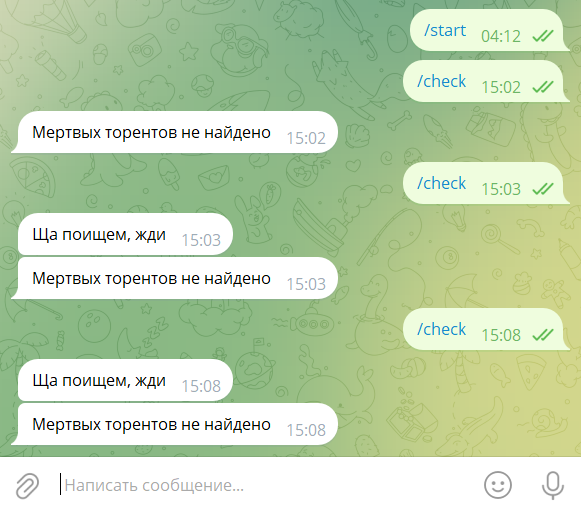 /start 04:12
/check 15:02
Мертвых торентов не найдено 15:02
/check 15:03
Ща поищем, жди 15:03
Мертвых торентов не найдено 15:03
/check 15:08
Ща поищем, жди 15:08
Мертвых торентов не найдено 15:08
Написать сообщение...